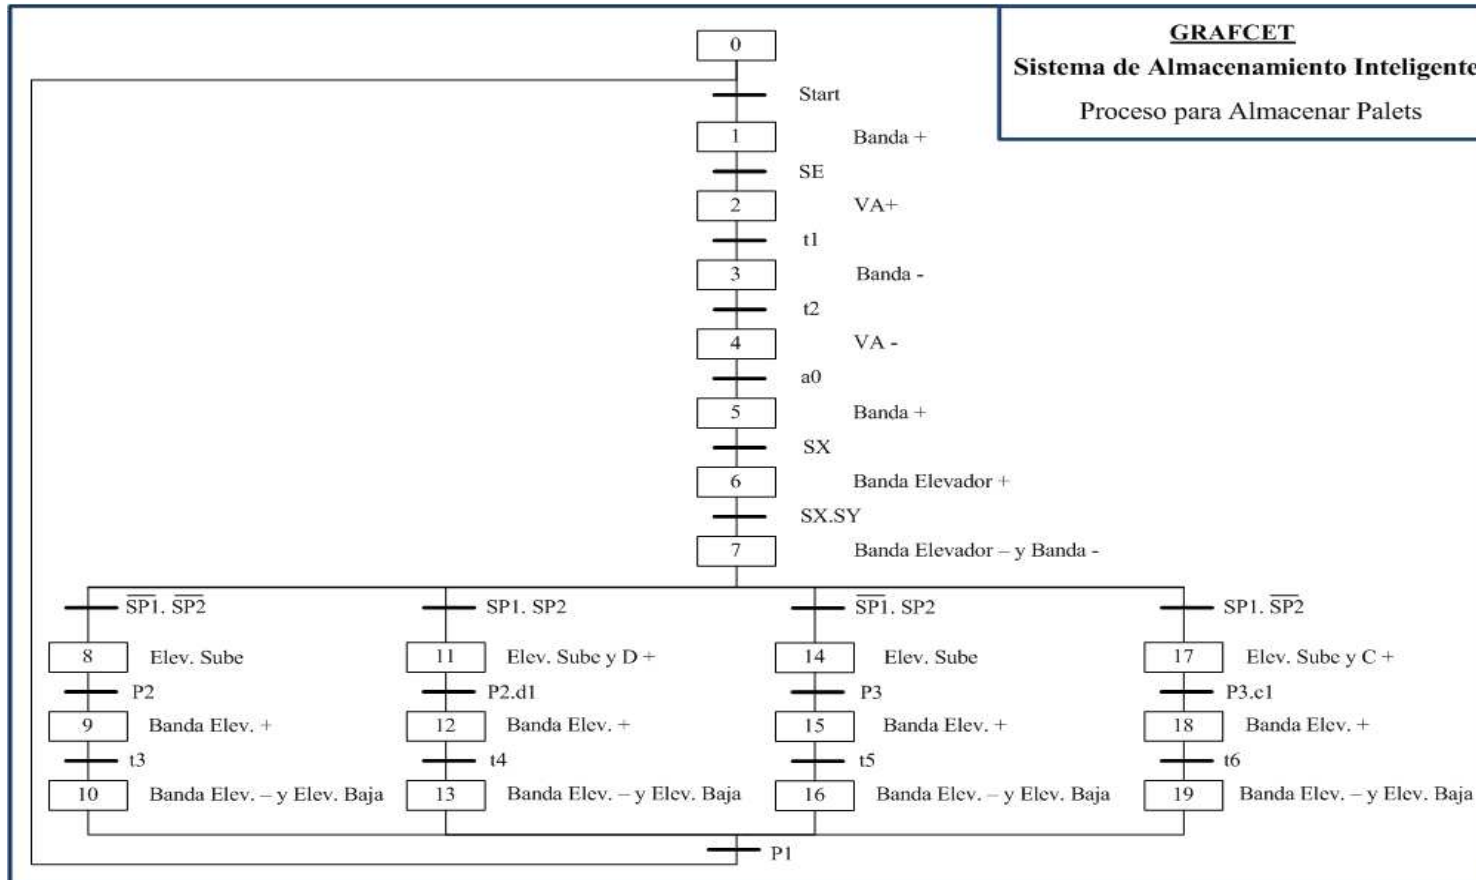 GRAFCET
Sistema de Almacenamiento Inteligente
Proceso para Almacenar Palets
0
Start
1 Banda +
SE
2 VA+
t1
3 Banda -
t2
4 VA -
a0
5 Banda +
SX
6 Banda Elevador +
SX.SY
7 Banda Elevador – y Banda -
S̅P̅1̅. S̅P̅2̅ SP1. SP2 S̅P̅1̅. SP2 SP1. S̅P̅2̅
8 Elev. Sube 11 Elev. Sube y D + 14 Elev. Sube 17 Elev. Sube y C +
P2 P2.d1 P3 P3.c1
9 Banda Elev. + 12 Banda Elev. + 15 Banda Elev. + 18 Banda Elev. +
t3 t4 t5 t6
10 Banda Elev. – y Elev. Baja 13 Banda Elev. – y Elev. Baja 16 Banda Elev. – y Elev. Baja 19 Banda Elev. – y Elev. Baja
P1